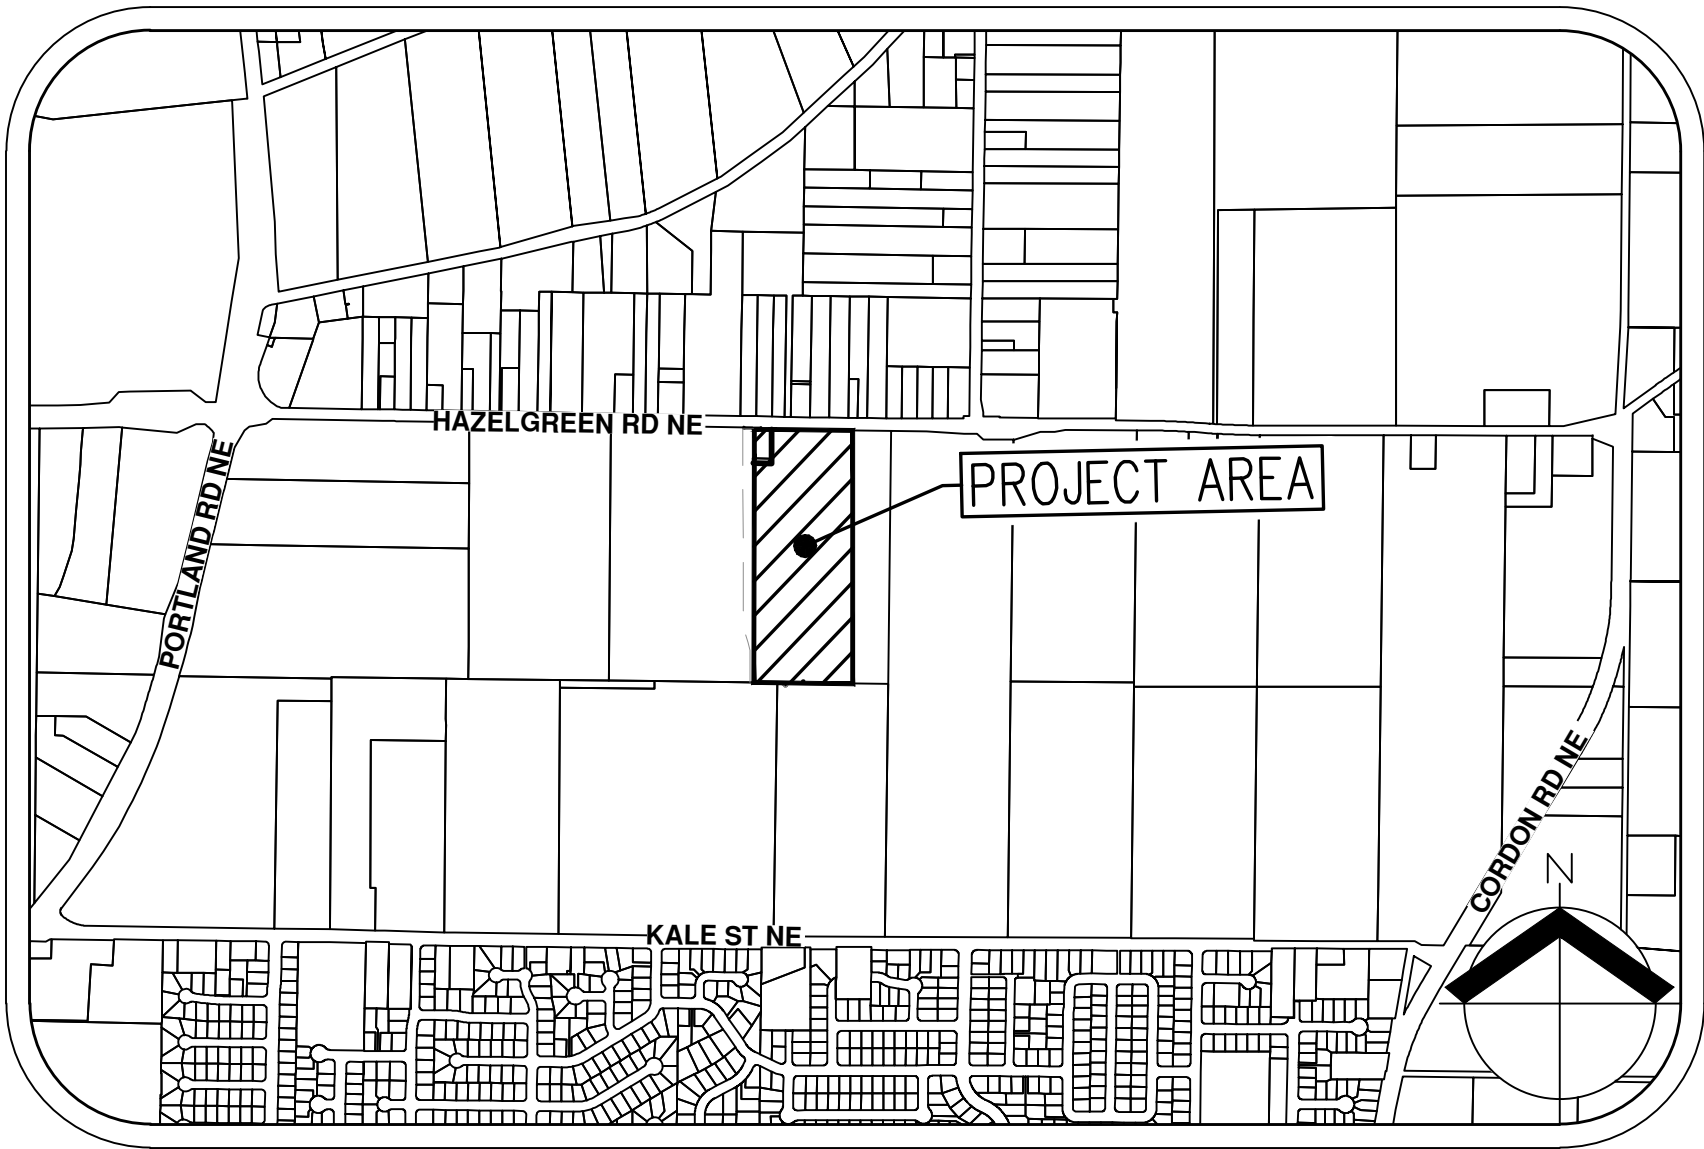 HAZELGREEN RD NE
PORTLAND RD NE
PROJECT AREA
CORDON RD NE
N
KALE ST NE